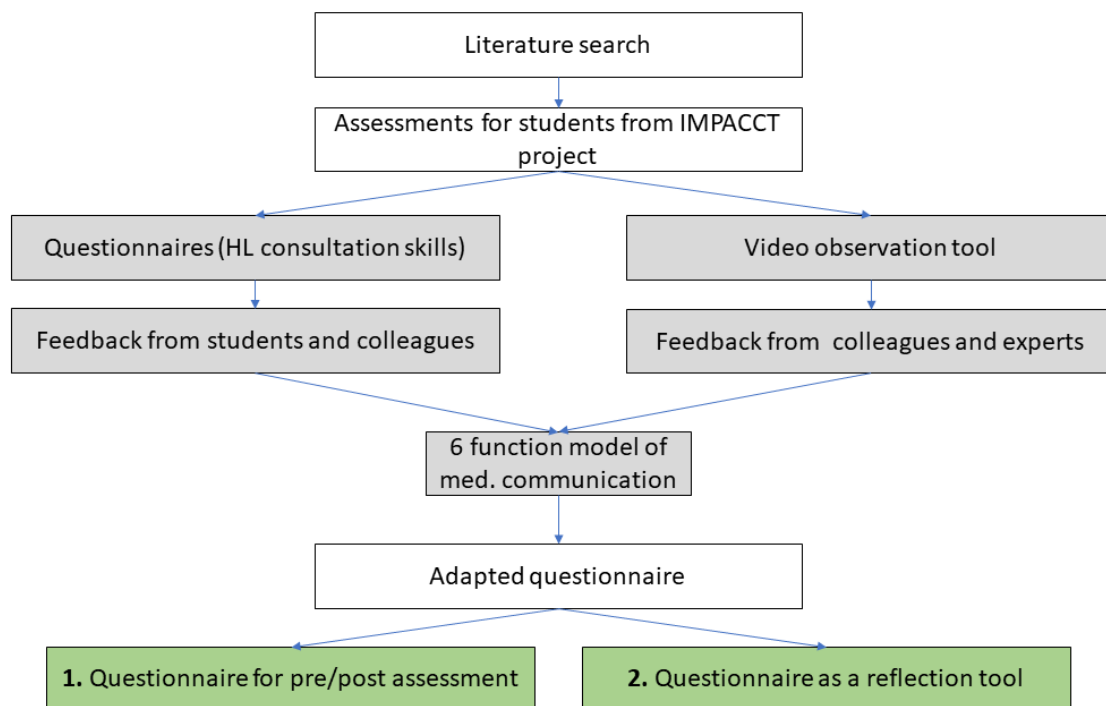 Literature search
Assessments for students from IMPACCT
project
Questionnaires (HL consultation skills)
Video observation tool
Feedback from students and colleagues
Feedback from  colleagues and experts
6 function model of
med. communication
Adapted questionnaire
1. Questionnaire for pre/post assessment
2. Questionnaire as a reflection tool